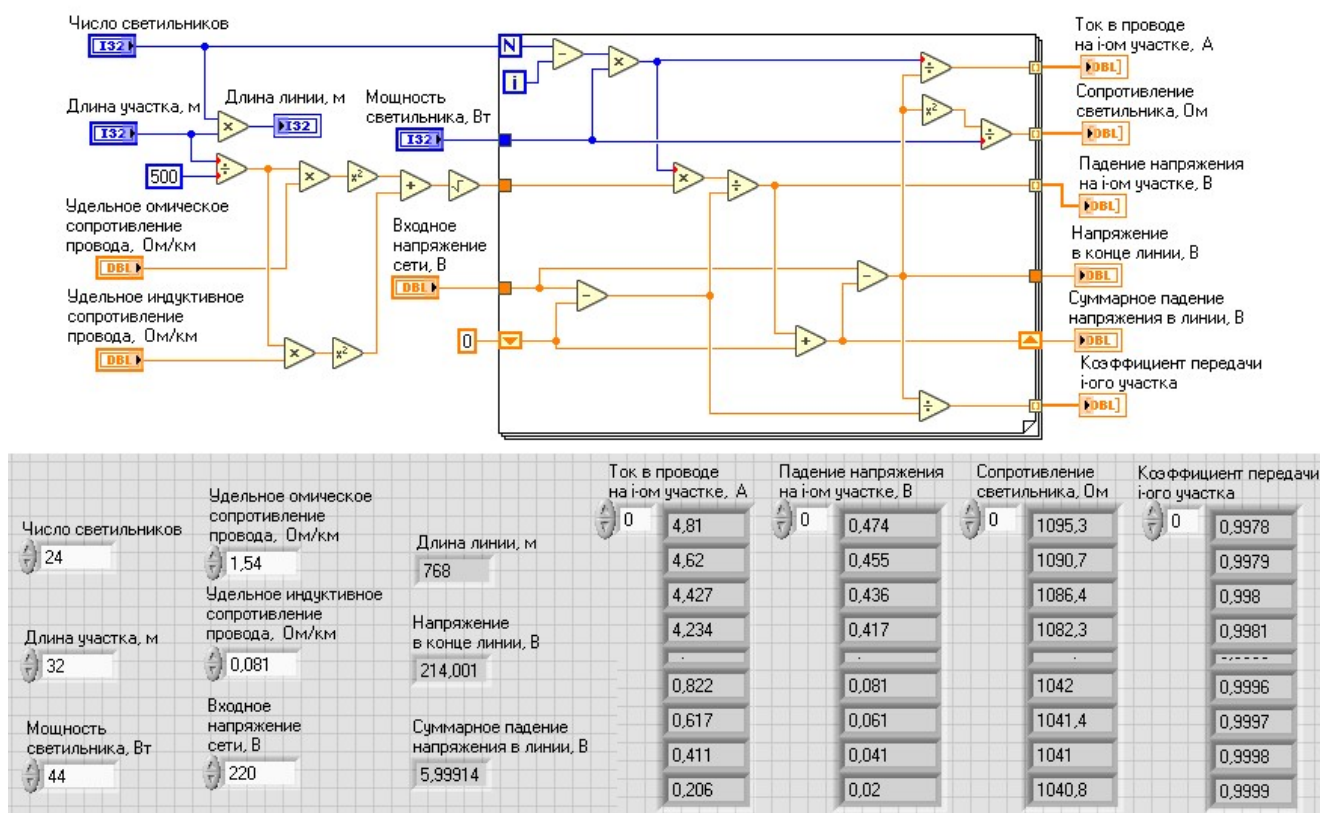 Число светильников
I32
Длина участка, м
I32
Длина линии, м
I32
500
Мощность
светильника, Вт
I32
Удельное омическое
сопротивление
провода, Ом/км
DBL
Удельное индуктивное
сопротивление
провода, Ом/км
DBL
Входное
напряжение
сети, В
DBL
0
N
i
− × ÷
x²
÷
× ÷
× x² + √
÷
×
−
−
+
× x²
÷
Ток в проводе
на i-ом участке, А
DBL]
Сопротивление
светильника, Ом
DBL]
Падение напряжения
на i-ом участке, В
DBL]
Напряжение
в конце линии, В
DBL
Суммарное падение
напряжения в линии, В
DBL
Коэффициент передачи
i-ого участка
DBL]
Число светильников
24
Длина участка, м
32
Мощность
светильника, Вт
44
Удельное омическое
сопротивление
провода, Ом/км
1,54
Удельное индуктивное
сопротивление
провода, Ом/км
0,081
Входное
напряжение
сети, В
220
Длина линии, м
768
Напряжение
в конце линии, В
214,001
Суммарное падение
напряжения в линии, В
5,99914
Ток в проводе
на i-ом участке, А
0
4,81
4,62
4,427
4,234
0,822
0,617
0,411
0,206
Падение напряжения
на i-ом участке, В
0
0,474
0,455
0,436
0,417
0,081
0,061
0,041
0,02
Сопротивление
светильника, Ом
0
1095,3
1090,7
1086,4
1082,3
1042
1041,4
1041
1040,8
Коэффициент передачи
i-ого участка
0
0,9978
0,9979
0,998
0,9981
0,9996
0,9997
0,9998
0,9999